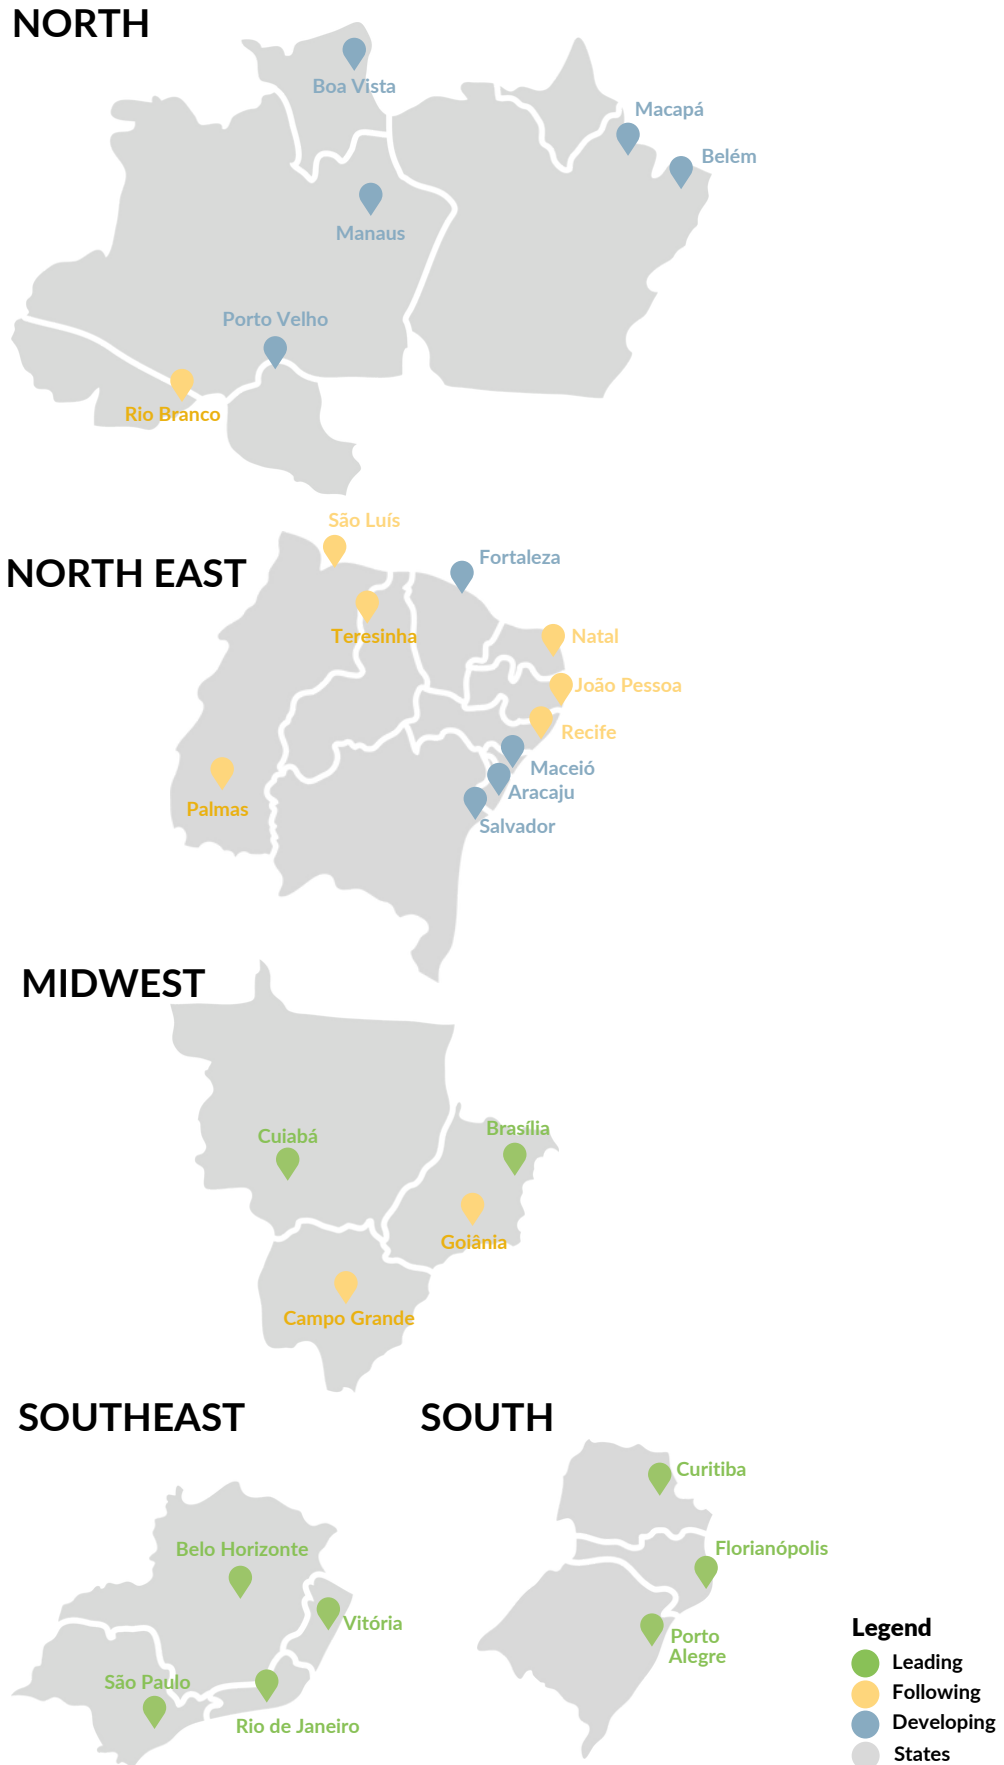 NORTH
Boa Vista
Macapá
Belém
Manaus
Porto Velho
Rio Branco
São Luís
NORTH EAST
Fortaleza
Teresinha
Natal
João Pessoa
Recife
Maceió
Aracaju
Palmas
Salvador
MIDWEST
Cuiabá
Brasília
Goiânia
Campo Grande
SOUTHEAST
Belo Horizonte
Vitória
São Paulo
Rio de Janeiro
SOUTH
Curitiba
Florianópolis
Porto
Alegre
Legend
Leading
Following
Developing
States